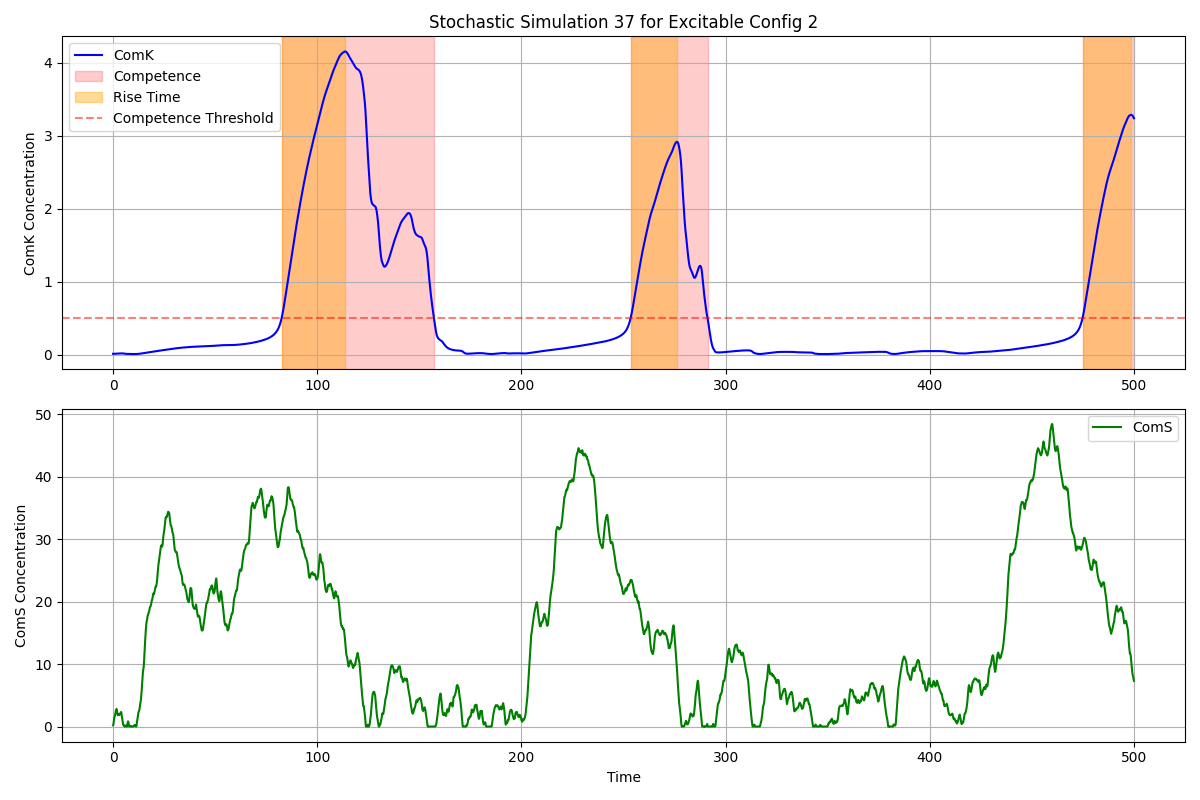 Stochastic Simulation 37 for Excitable Config 2
ComK Concentration
4
3
2
1
0
ComK
Competence
Rise Time
Competence Threshold
0 100 200 300 400 500
ComS Concentration
50
40
30
20
10
0
ComS
0 100 200 300 400 500
Time